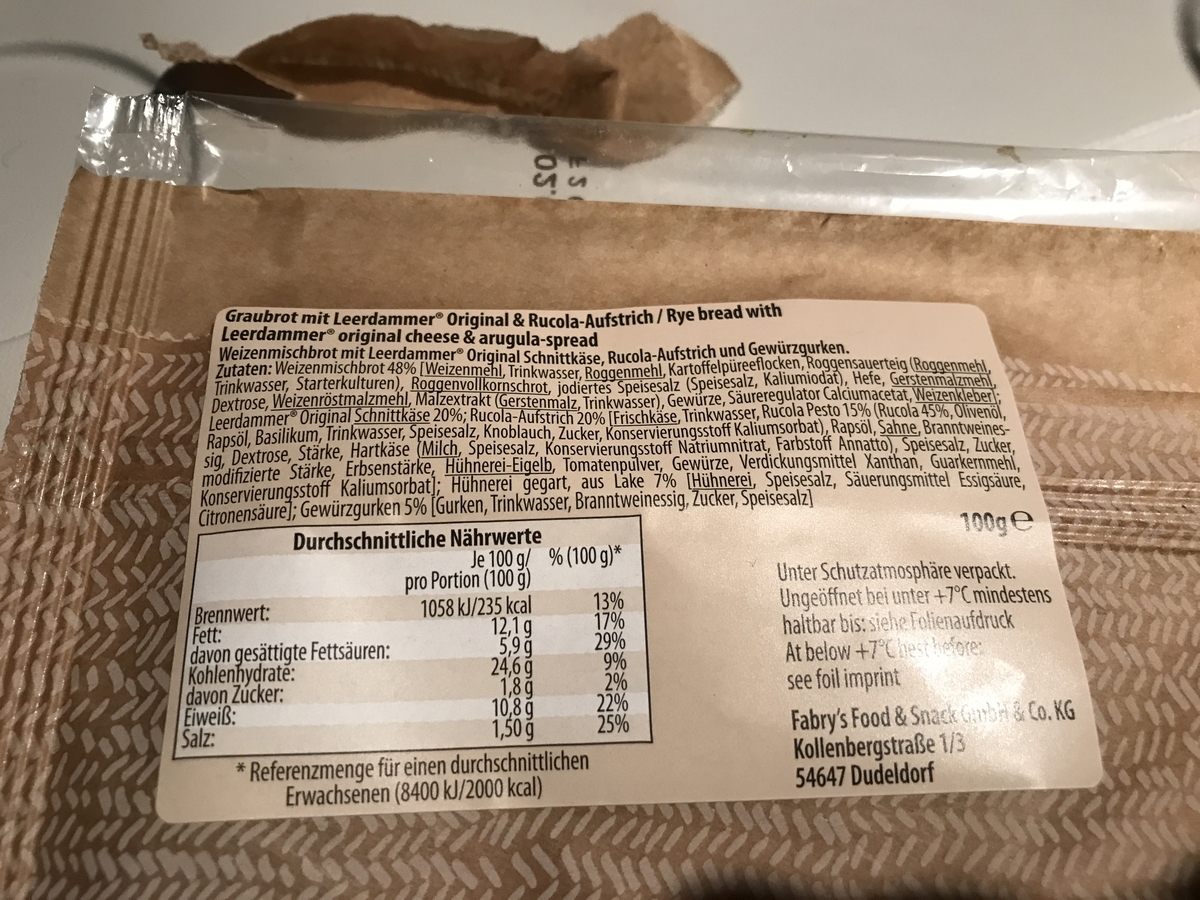 Graubrot mit Leerdammer® Original & Rucola-Aufstrich / Rye bread with
Leerdammer® original cheese & arugula-spread
Weizenmischbrot mit Leerdammer® Original Schnittkäse, Rucola-Aufstrich und Gewürzgurken.
Zutaten: Weizenmischbrot 48% [Weizenmehl, Trinkwasser, Roggenmehl, Kartoffelpüreeflocken, Roggensauerteig (Roggenmehl,
Trinkwasser, Starterkulturen), Roggenvollkornschrot, jodiertes Speisesalz (Speisesalz, Kaliumiodat), Hefe, Gerstenmalzmehl,
Dextrose, Weizenröstmalzmehl, Malzextrakt (Gerstenmalz, Trinkwasser), Gewürze, Säureregulator Calciumacetat, Weizenkleber];
Leerdammer® Original Schnittkäse 20%; Rucola-Aufstrich 20% [Frischkäse, Trinkwasser, Rucola Pesto 15% (Rucola 45%, Olivenöl,
Rapsöl, Basilikum, Trinkwasser, Speisesalz, Knoblauch, Zucker, Konservierungsstoff Kaliumsorbat), Rapsöl, Sahne, Branntweines-
sig, Dextrose, Stärke, Hartkäse (Milch, Speisesalz, Konservierungsstoff Natriumnitrat, Farbstoff Annatto), Speisesalz, Zucker,
modifizierte Stärke, Erbsenstärke, Hühnerei-Eigelb, Tomatenpulver, Gewürze, Verdickungsmittel Xanthan, Guarkernmehl,
Konservierungsstoff Kaliumsorbat]; Hühnerei gegart, aus Lake 7% [Hühnerei, Speisesalz, Säuerungsmittel Essigsäure,
Citronensäure]; Gewürzgurken 5% [Gurken, Trinkwasser, Branntweinessig, Zucker, Speisesalz]
100g e
Durchschnittliche Nährwerte
Je 100 g/ % (100 g)*
pro Portion (100 g)
Brennwert: 1058 kJ/235 kcal 13%
Fett: 12,1 g 17%
davon gesättigte Fettsäuren: 5,9 g 29%
Kohlenhydrate: 24,6 g 9%
davon Zucker: 1,8 g 2%
Eiweiß: 10,8 g 22%
Salz: 1,50 g 25%
* Referenzmenge für einen durchschnittlichen
Erwachsenen (8400 kJ/2000 kcal)
Unter Schutzatmosphäre verpackt.
Ungeöffnet bei unter +7°C mindestens
haltbar bis: siehe Folienaufdruck
At below +7°C best before:
see foil imprint
Fabry's Food & Snack GmbH & Co. KG
Kollenbergstraße 1/3
54647 Dudeldorf